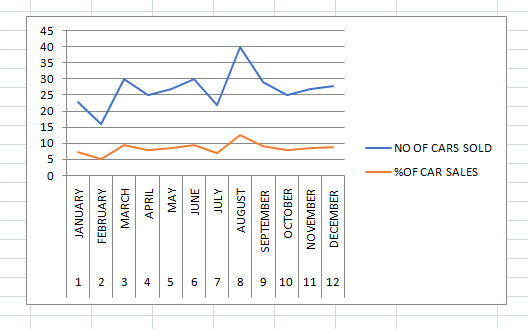 45
40
35
30
25
20
15
10
5
0
JANUARY
FEBRUARY
MARCH
APRIL
MAY
JUNE
JULY
AUGUST
SEPTEMBER
OCTOBER
NOVEMBER
DECEMBER
1 2 3 4 5 6 7 8 9 10 11 12
NO OF CARS SOLD
%OF CAR SALES